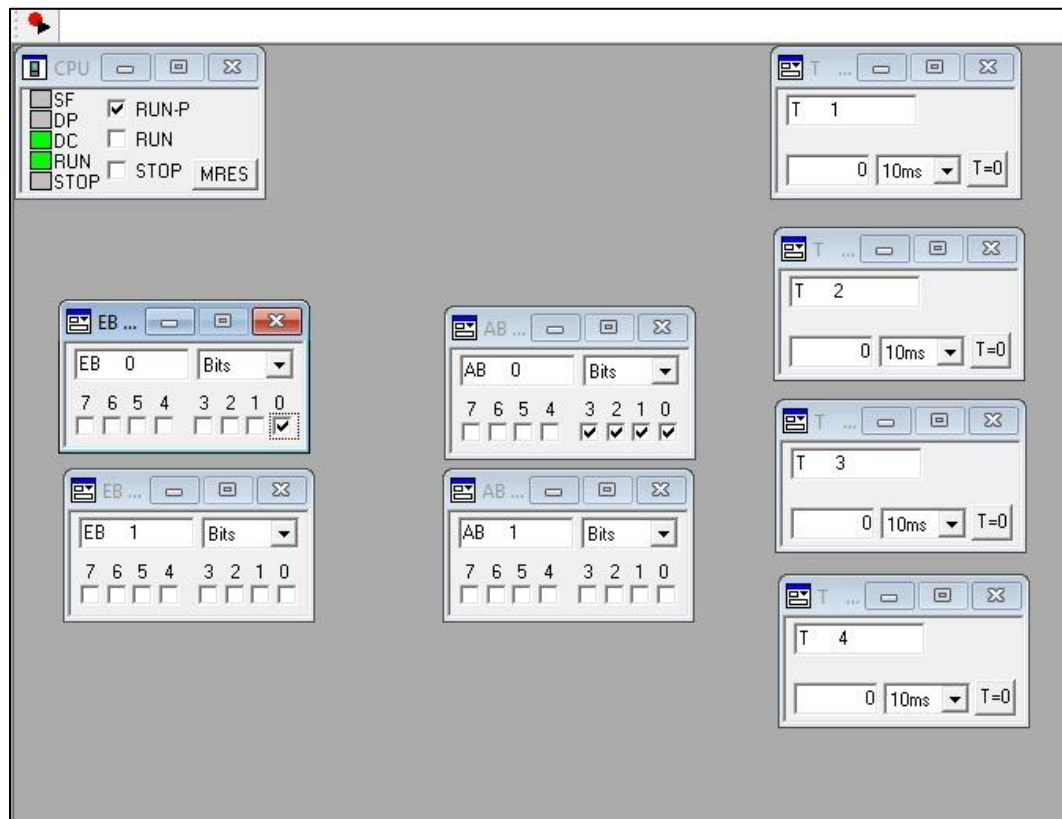 CPU
SF
DP
DC
RUN
STOP
RUN-P
RUN
STOP
MRES
T ...
T 1
0 10ms T=0
T ...
T 2
0 10ms T=0
EB ...
EB 0 Bits
7 6 5 4 3 2 1 0
AB ...
AB 0 Bits
7 6 5 4 3 2 1 0
T ...
T 3
0 10ms T=0
EB ...
EB 1 Bits
7 6 5 4 3 2 1 0
AB ...
AB 1 Bits
7 6 5 4 3 2 1 0
T ...
T 4
0 10ms T=0